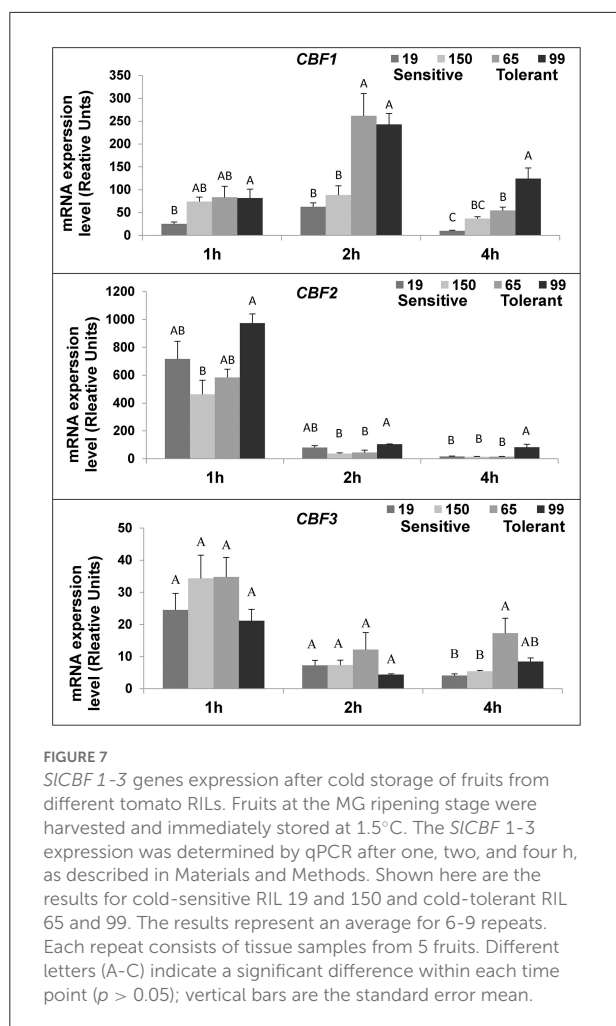 CBF1
19 150 65 99
Sensitive Tolerant
mRNA experssion
level (Reative Unts)
350
300
250
200
150
100
50
0
B AB AB A
B B A A
C BC B A
1h 2h 4h
CBF2
19 150 65 99
Sensitive Tolerant
mRNA experssion
level (Rleative Units)
1200
1000
800
600
400
200
0
AB B AB A
AB B B A
B B B A
1h 2h 4h
CBF3
19 150 65 99
Sensitive Tolerant
mRNA experssion
level (Rleative Units)
50
40
30
20
10
0
A A A A
A A A A
B B A AB
1h 2h 4h
FIGURE 7
SlCBF 1-3 genes expression after cold storage of fruits from
different tomato RILs. Fruits at the MG ripening stage were
harvested and immediately stored at 1.5°C. The SlCBF 1-3
expression was determined by qPCR after one, two, and four h,
as described in Materials and Methods. Shown here are the
results for cold-sensitive RIL 19 and 150 and cold-tolerant RIL
65 and 99. The results represent an average for 6-9 repeats.
Each repeat consists of tissue samples from 5 fruits. Different
letters (A-C) indicate a significant difference within each time
point (p > 0.05); vertical bars are the standard error mean.